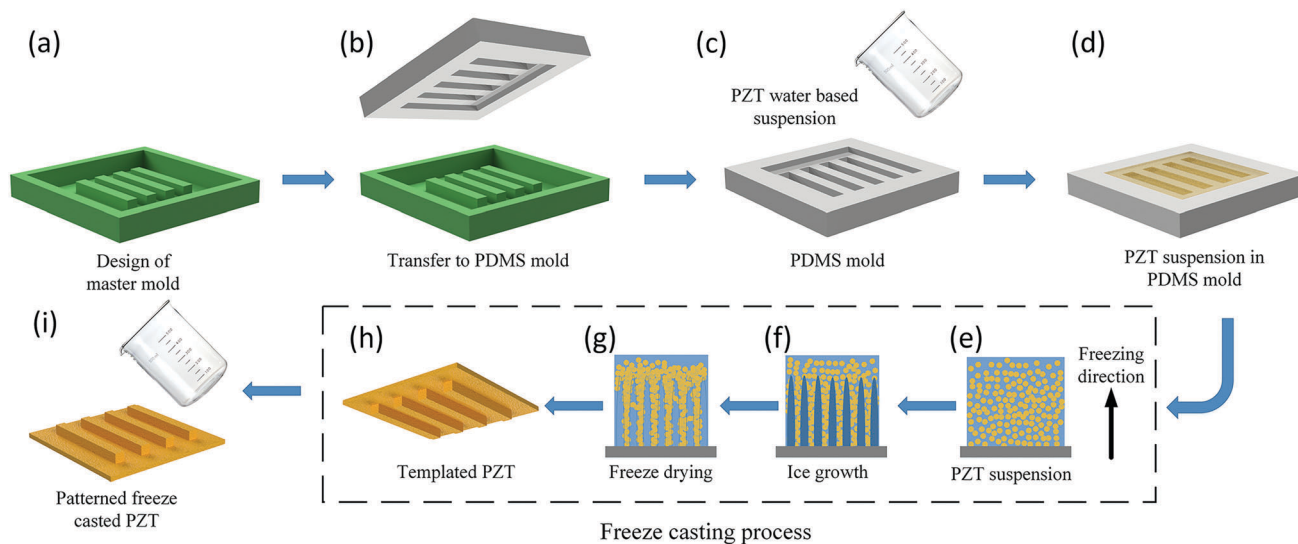 (a)
(b)
(c)
(d)
PZT water based
suspension
Design of
master mold
Transfer to PDMS mold
PDMS mold
PZT suspension in
PDMS mold
(i)
(h)
(g)
(f)
(e)
Freezing
direction
Templated PZT
Freeze drying
Ice growth
PZT suspension
Patterned freeze
casted PZT
Freeze casting process